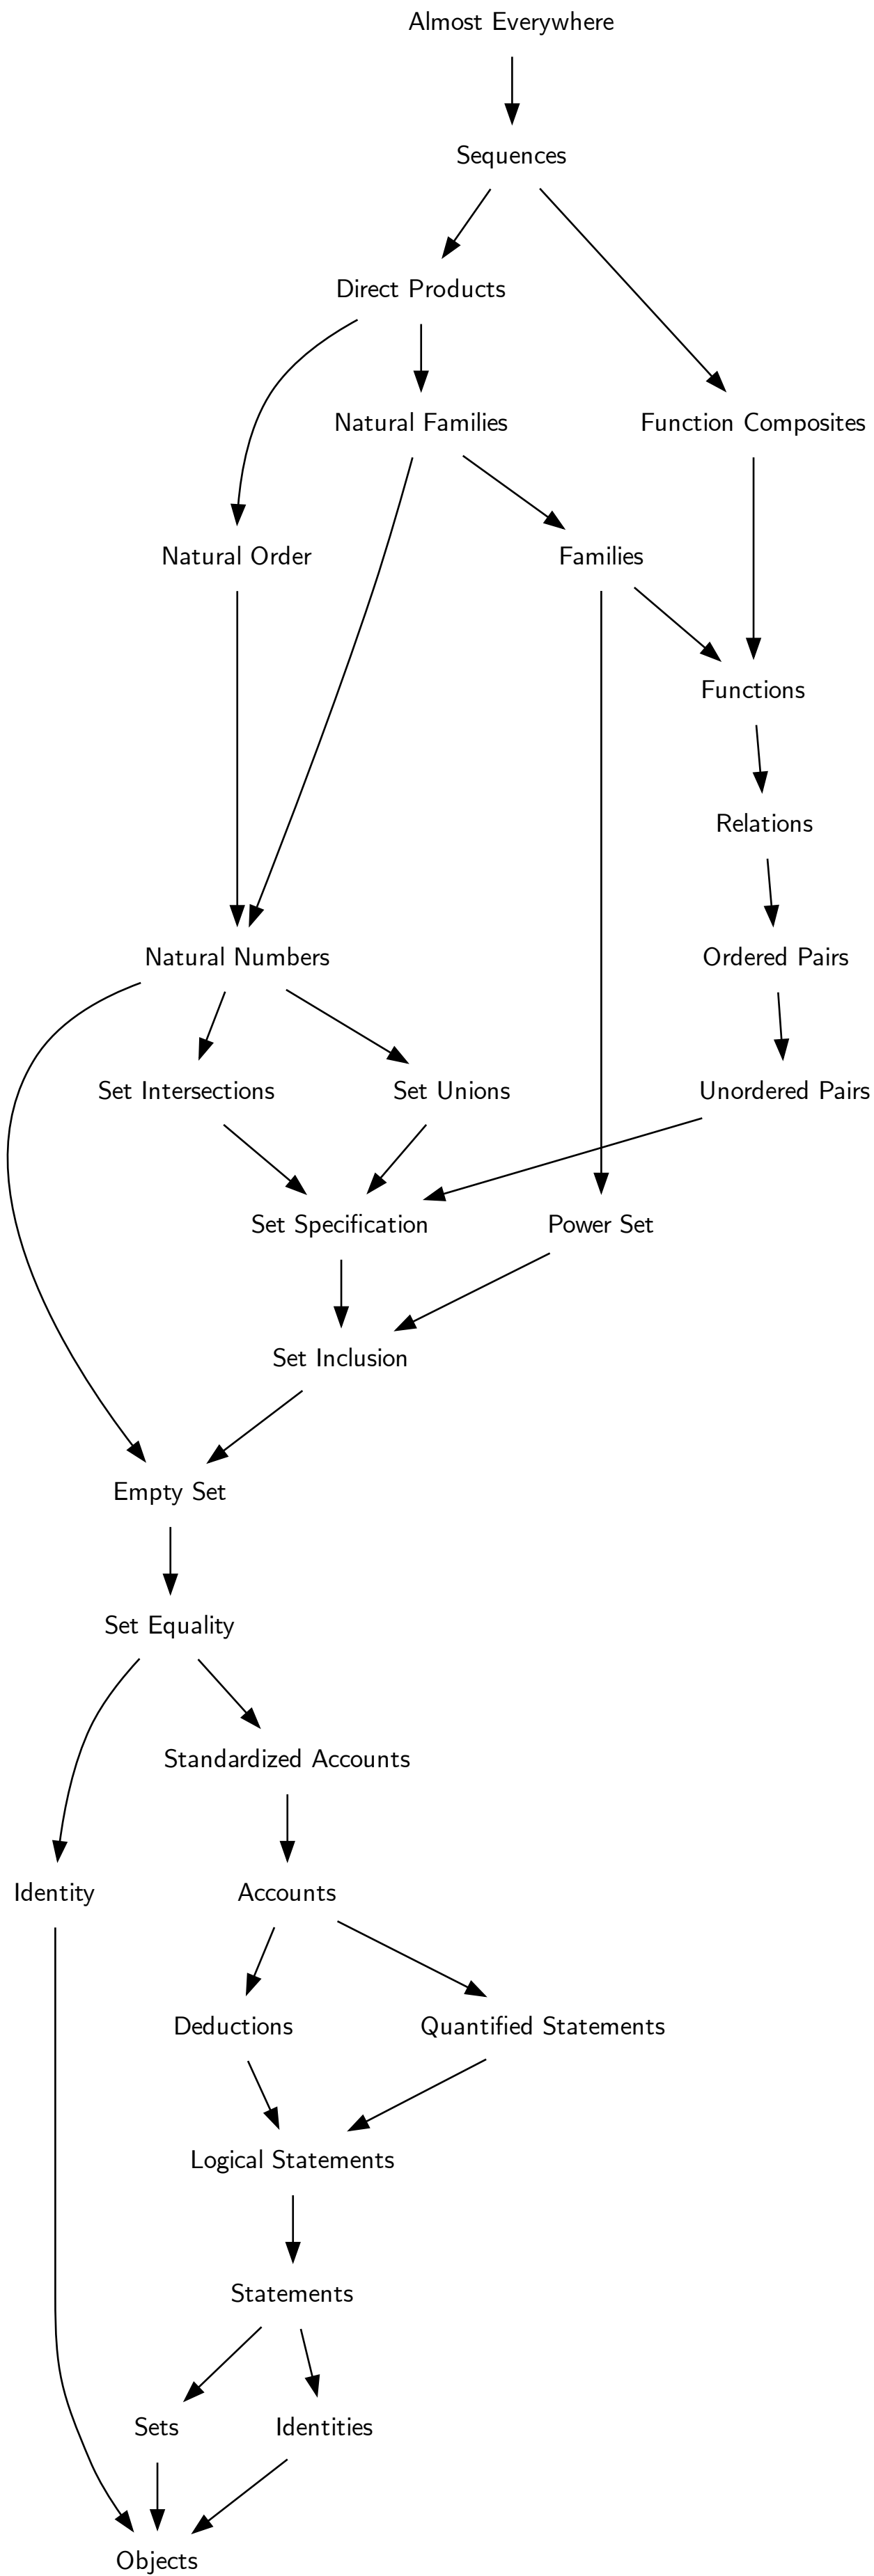 Almost Everywhere
Sequences
Direct Products
Natural Families
Function Composites
Natural Order
Families
Functions
Relations
Natural Numbers
Ordered Pairs
Set Intersections
Set Unions
Unordered Pairs
Set Specification
Power Set
Set Inclusion
Empty Set
Set Equality
Standardized Accounts
Identity
Accounts
Deductions
Quantified Statements
Logical Statements
Statements
Sets
Identities
Objects